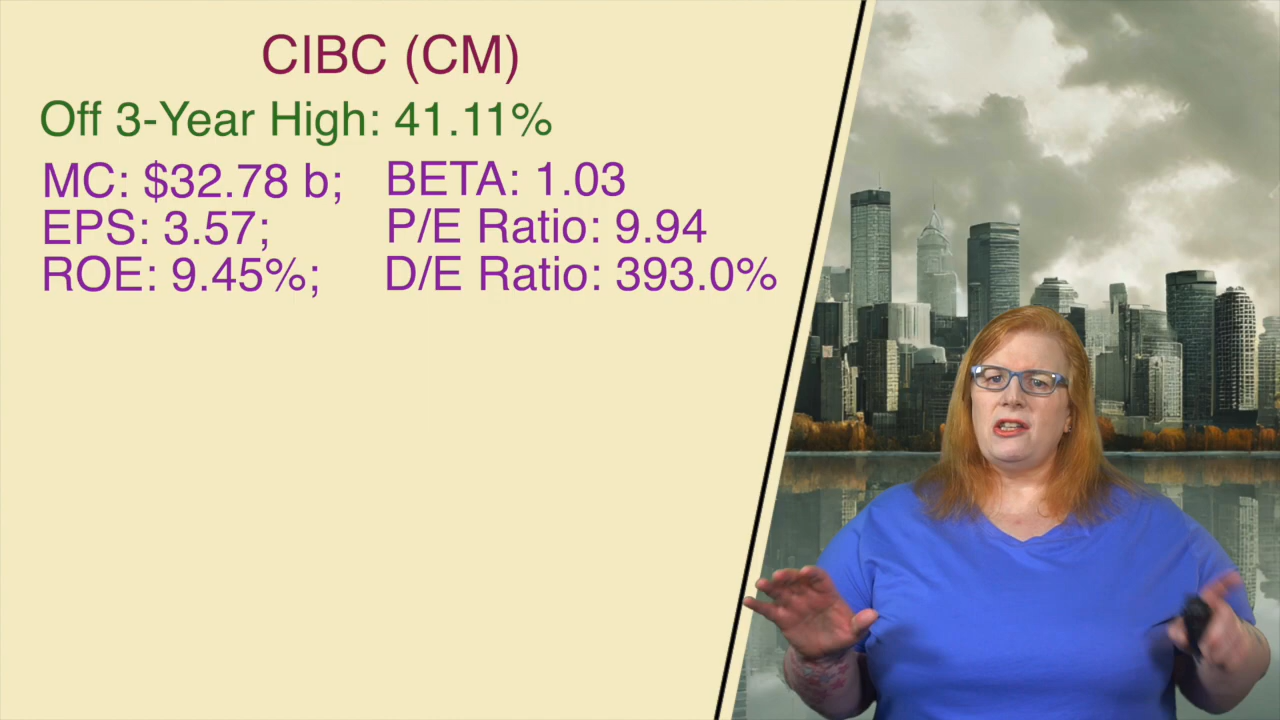 CIBC (CM)
Off 3-Year High: 41.11%
MC: $32.78 b; BETA: 1.03
EPS: 3.57; P/E Ratio: 9.94
ROE: 9.45%; D/E Ratio: 393.0%